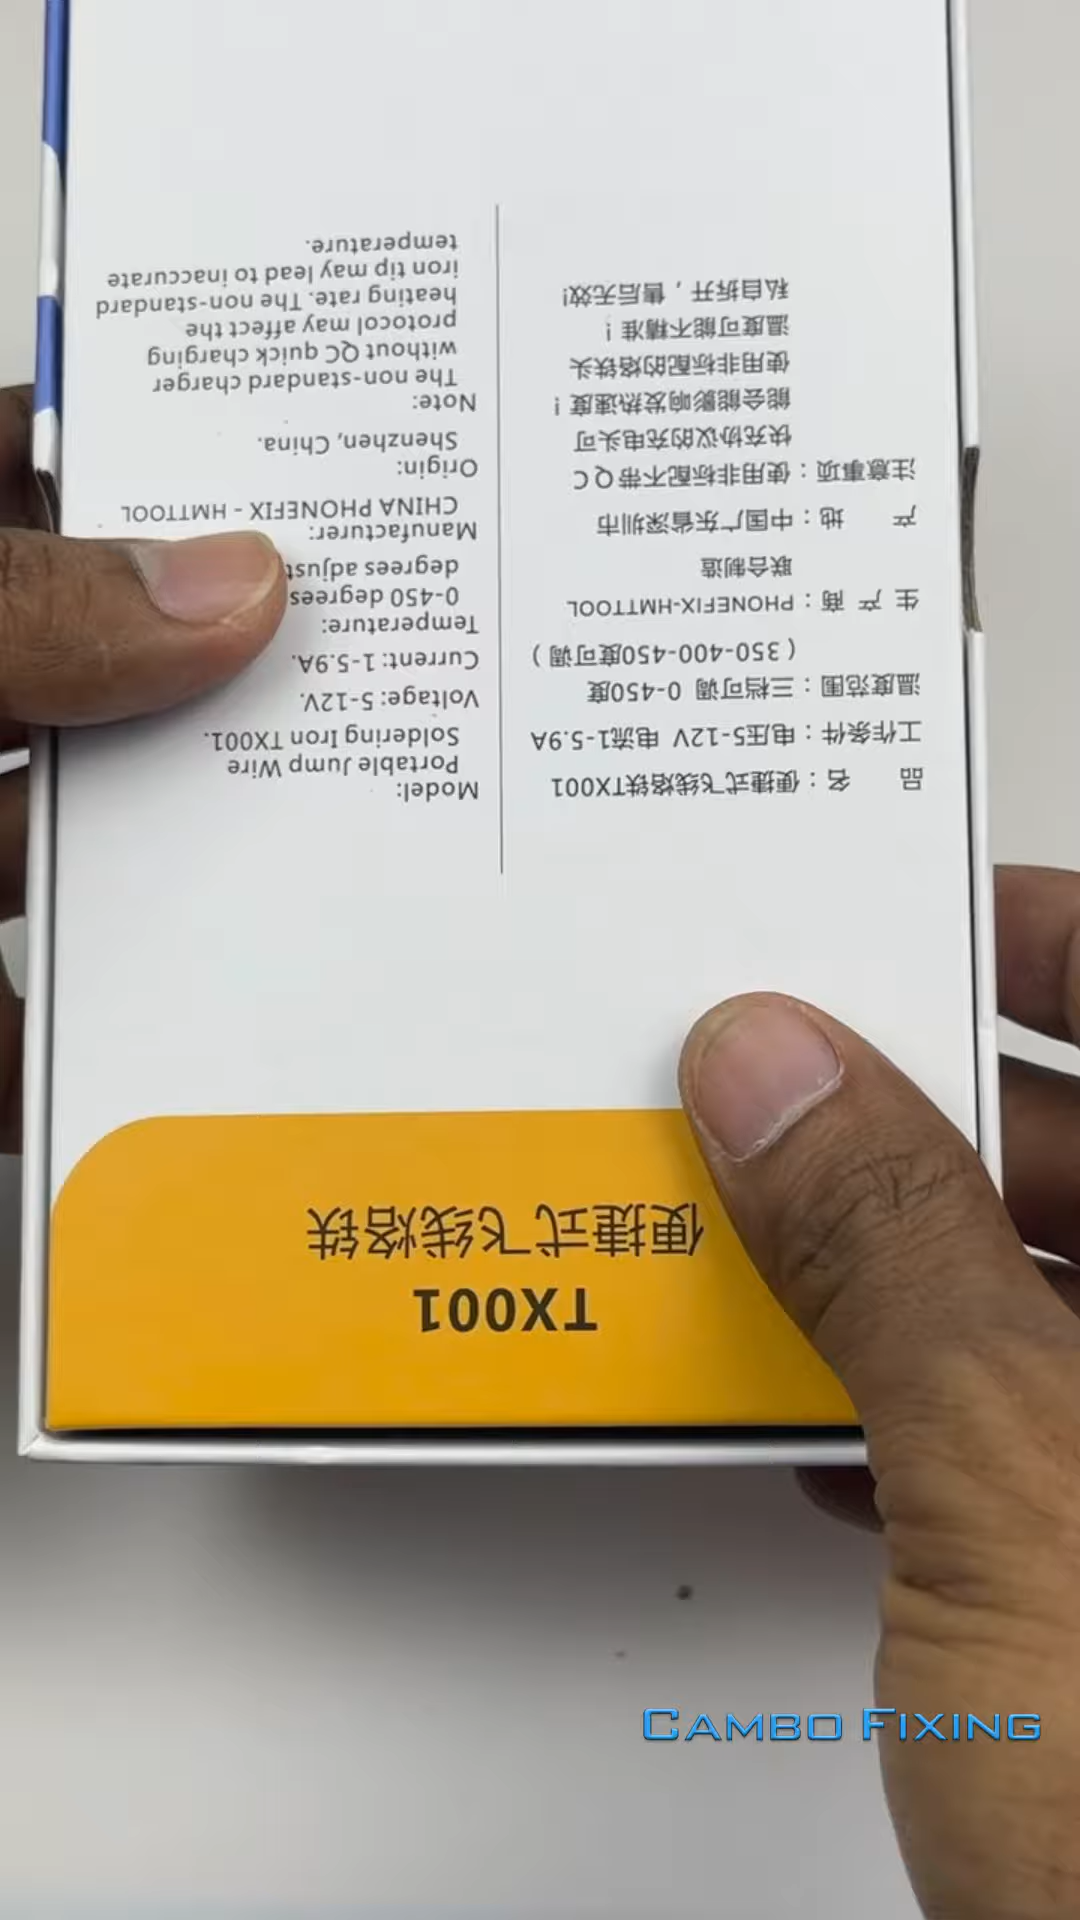 TX001
便捷式飞线烙铁
品 名：便捷式飞线烙铁TX001
工作条件：电压5-12V 电流1-5.9A
温度范围：三档可调 0-450度
（350-400-450度可调）
生 产 商：PHONEFIX-HMTTOOL
联合制造
产 地：中国广东省深圳市
注意事项：使用非标配不带QC
快充协议的充电头可
能会能影响发热速度！
使用非标配的烙铁头
温度可能不精准！
私自拆开，售后无效!
Model:
Portable Jump Wire
Soldering Iron TX001.
Voltage: 5-12V.
Current:1-5.9A.
Temperature:
0-450 degrees
degrees adjust
Manufacturer:
CHINA PHONEFIX - HMTTOOL
Origin:
Shenzhen, China.
Note:
The non-standard charger
without QC quick charging
protocol may affect the
heating rate. The non-standard
iron tip may lead to inaccurate
temperature.
CAMBO FIXING